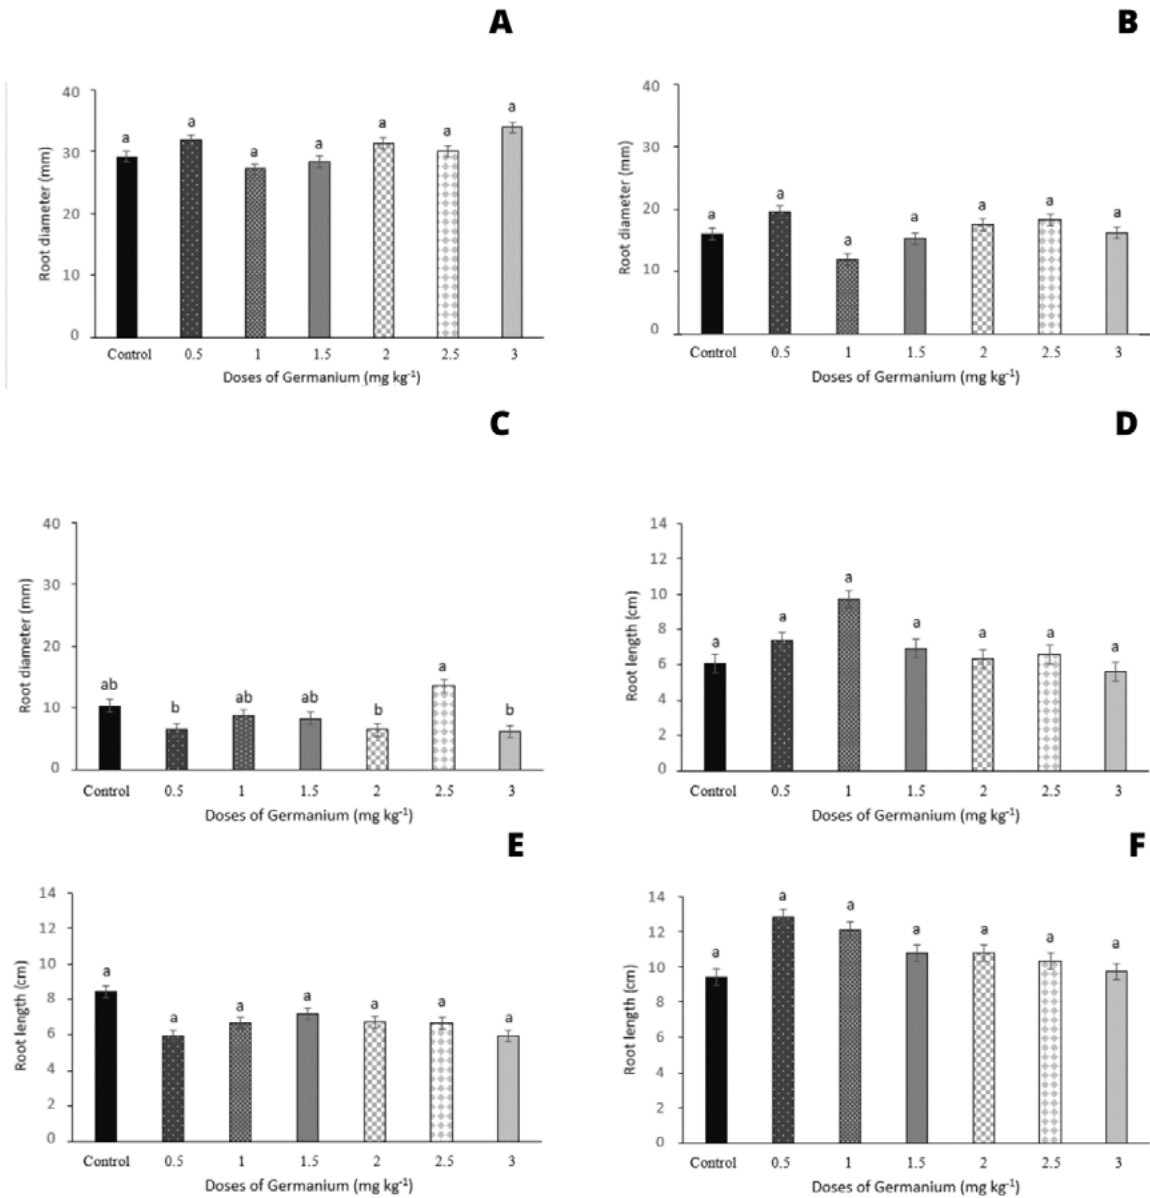 A
Root diameter (mm)
40
30
20
10
0
a a a a a a a
Control 0.5 1 1.5 2 2.5 3
Doses of Germanium (mg kg⁻¹)
B
Root diameter (mm)
40
30
20
10
0
a a a a a a a
Control 0.5 1 1.5 2 2.5 3
Doses of Germanium (mg kg⁻¹)
C
Root diameter (mm)
40
30
20
10
0
ab b ab ab b a b
Control 0.5 1 1.5 2 2.5 3
Doses of Germanium (mg kg⁻¹)
D
Root length (cm)
14
12
10
8
6
4
2
0
a a a a a a a
Control 0.5 1 1.5 2 2.5 3
Doses of Germanium (mg kg⁻¹)
E
Root length (cm)
14
12
10
8
6
4
2
0
a a a a a a a
Control 0.5 1 1.5 2 2.5 3
Doses of Germanium (mg kg⁻¹)
F
Root length (cm)
14
12
10
8
6
4
2
0
a a a a a a a
Control 0.5 1 1.5 2 2.5 3
Doses of Germanium (mg kg⁻¹)